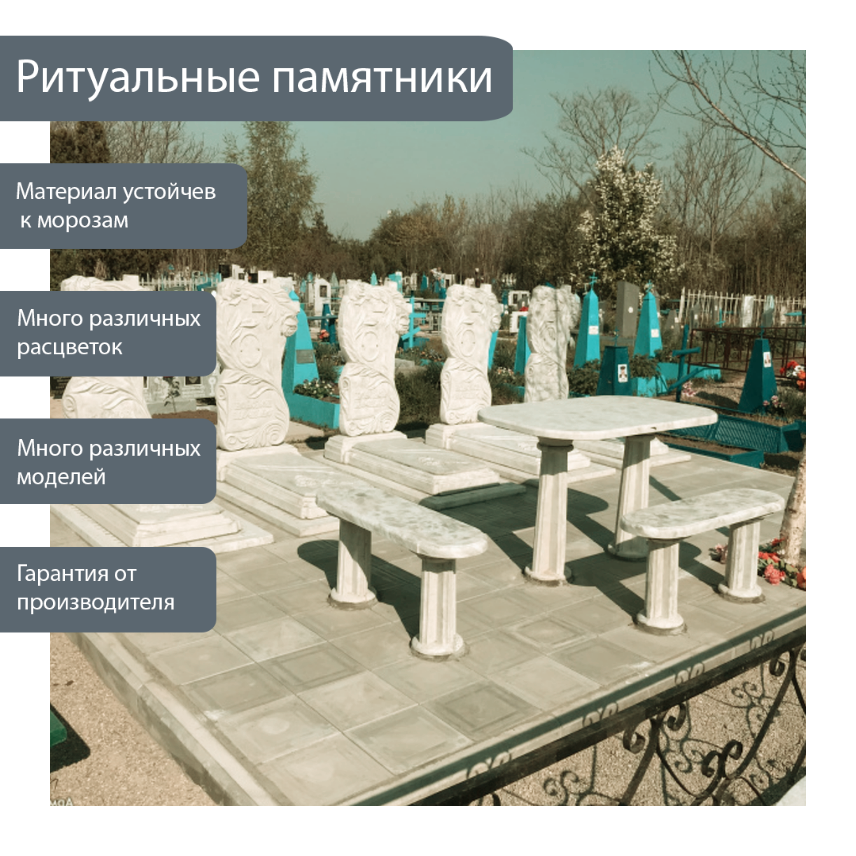 Ритуальные памятники
Материал устойчев
к морозам
Много различных
расцветок
Много различных
моделей
Гарантия от
производителя